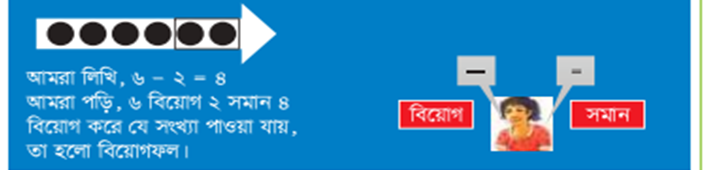 আমরা লিখি, ৬ – ২ = ৪
আমরা পড়ি, ৬ বিয়োগ ২ সমান ৪
বিয়োগ করে যে সংখ্যা পাওয়া যায়,
তা হলো বিয়োগফল।
– =
বিয়োগ সমান